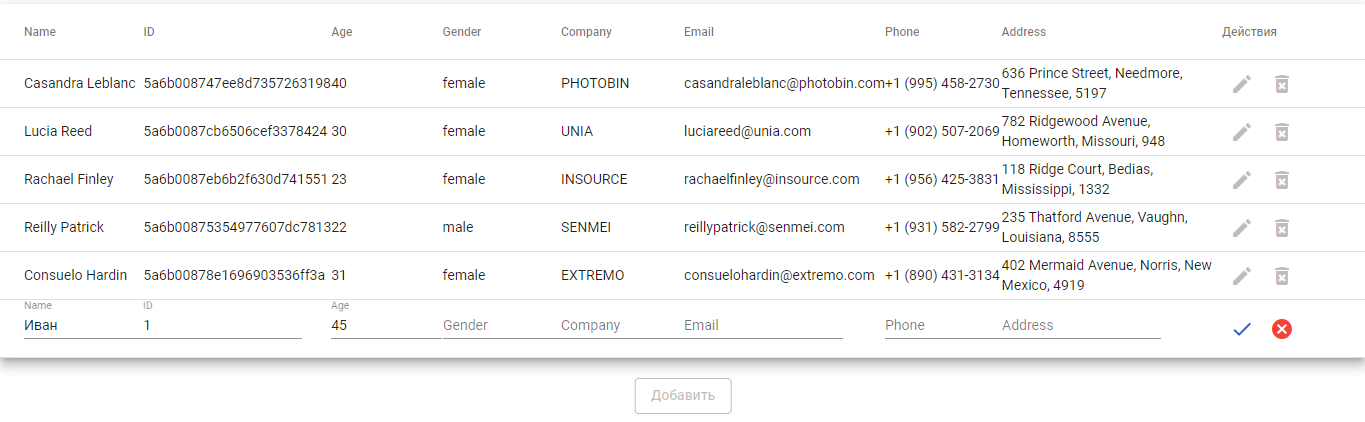 Name ID Age Gender Company Email Phone Address Действия
Casandra Leblanc 5a6b008747ee8d735726319840 female PHOTOBIN casandraleblanc@photobin.com +1 (995) 458-2730 636 Prince Street, Needmore,
Tennessee, 5197
Lucia Reed 5a6b0087cb6506cef3378424 30 female UNIA luciareed@unia.com +1 (902) 507-2069 782 Ridgewood Avenue,
Homeworth, Missouri, 948
Rachael Finley 5a6b0087eb6b2f630d741551 23 female INSOURCE rachaelfinley@insource.com +1 (956) 425-3831 118 Ridge Court, Bedias,
Mississippi, 1332
Reilly Patrick 5a6b00875354977607dc781322 male SENMEI reillypatrick@senmei.com +1 (931) 582-2799 235 Thatford Avenue, Vaughn,
Louisiana, 8555
Consuelo Hardin 5a6b00878e1696903536ff3a 31 female EXTREMO consuelohardin@extremo.com +1 (890) 431-3134 402 Mermaid Avenue, Norris, New
Mexico, 4919
Name ID Age
Иван 1 45 Gender Company Email Phone Address
Добавить